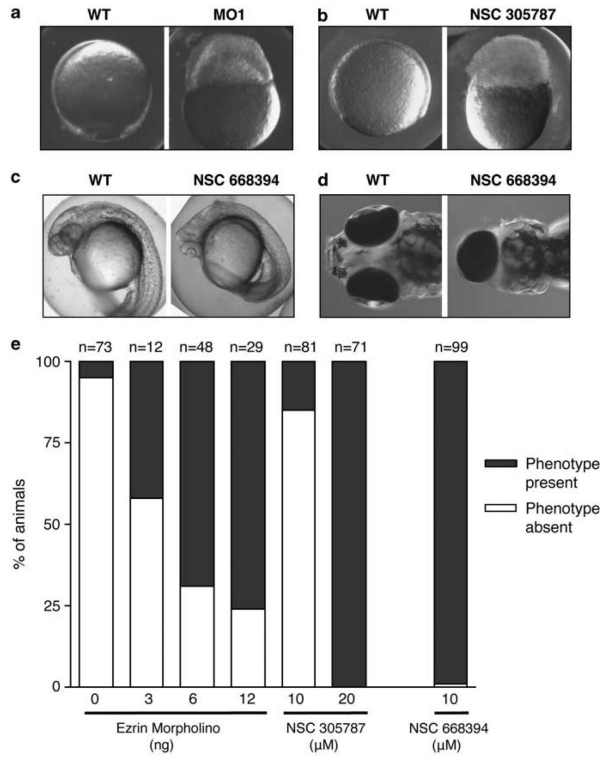 a WT MO1 b WT NSC 305787
c WT NSC 668394 d WT NSC 668394
e n=73 n=12 n=48 n=29 n=81 n=71 n=99
100
75
50
25
0
% of animals
Phenotype
present
Phenotype
absent
0 3 6 12 10 20 10
Ezrin Morpholino NSC 305787 NSC 668394
(ng) (μM) (μM)